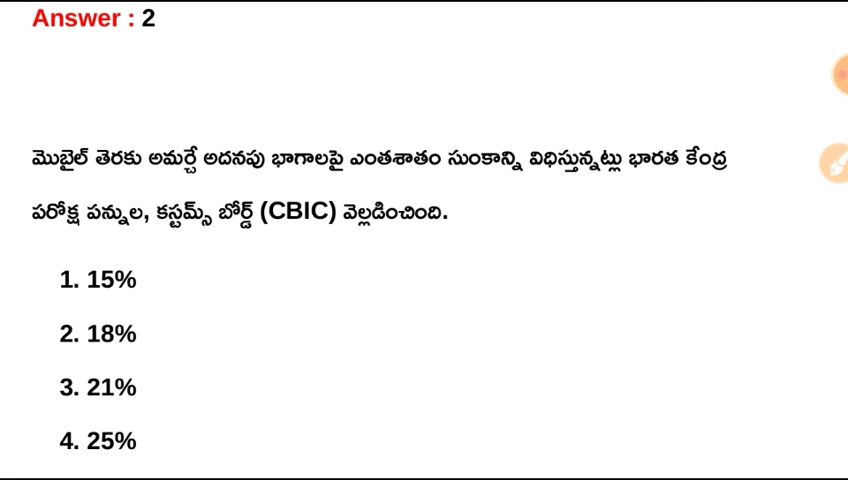 Answer : 2
మొబైల్ తెరకు అమర్చే అదనపు భాగాలపై ఎంతశాతం సుంకాన్ని విధిస్తున్నట్లు భారత కేంద్ర
పరోక్ష పన్నుల, కస్టమ్స్ బోర్డ్ (CBIC) వెల్లడించింది.
1. 15%
2. 18%
3. 21%
4. 25%